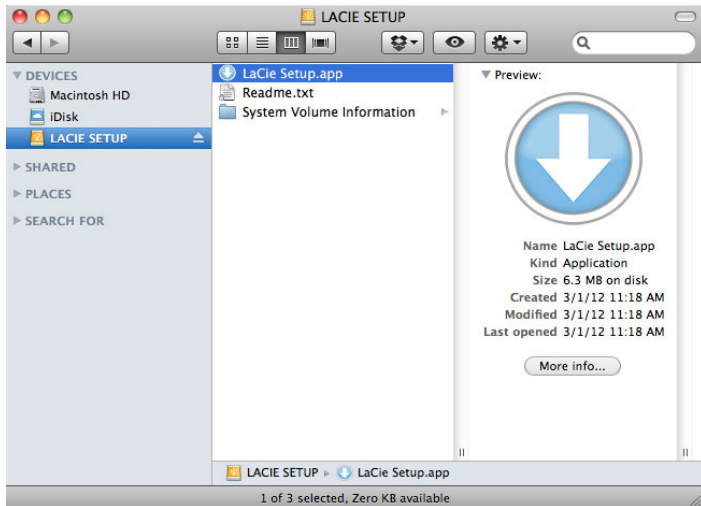 LACIE SETUP
DEVICES
Macintosh HD
iDisk
LACIE SETUP
SHARED
PLACES
SEARCH FOR
LaCie Setup.app
Readme.txt
System Volume Information
Preview:
Name LaCie Setup.app
Kind Application
Size 6.3 MB on disk
Created 3/1/12 11:18 AM
Modified 3/1/12 11:18 AM
Last opened 3/1/12 11:18 AM
More info...
LACIE SETUP LaCie Setup.app
1 of 3 selected, Zero KB available